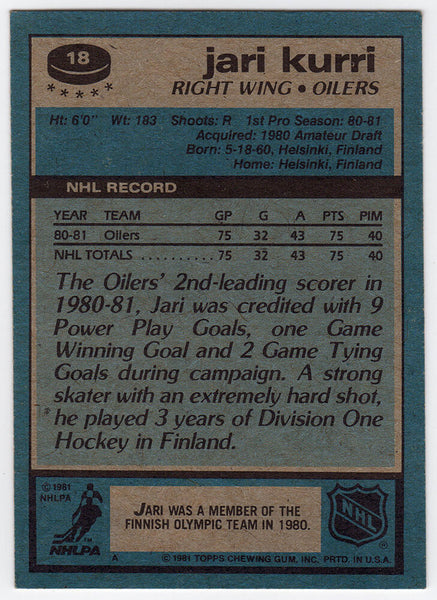 18
jari kurri
RIGHT WING • OILERS
Ht: 6'0" Wt: 183 Shoots: R 1st Pro Season: 80-81
Acquired: 1980 Amateur Draft
Born: 5-18-60, Helsinki, Finland
Home: Helsinki, Finland
NHL RECORD
YEAR TEAM GP G A PTS PIM
80-81 Oilers 75 32 43 75 40
NHL TOTALS .......... 75 32 43 75 40
The Oilers' 2nd-leading scorer in
1980-81, Jari was credited with 9
Power Play Goals, one Game
Winning Goal and 2 Game Tying
Goals during campaign. A strong
skater with an extremely hard shot,
he played 3 years of Division One
Hockey in Finland.
© 1981
NHLPA
NHLPA
JARI WAS A MEMBER OF THE
FINNISH OLYMPIC TEAM IN 1980.
NHL
A © 1981 TOPPS CHEWING GUM, INC. PRTD. IN U.S.A.